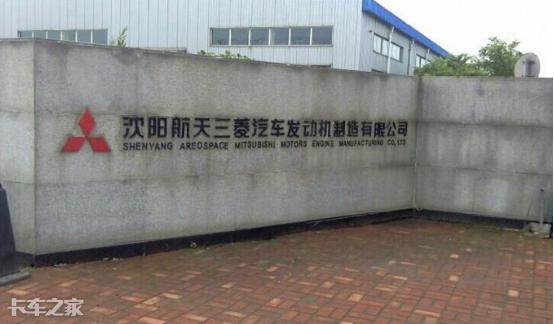 沈阳航天三菱汽车发动机制造有限公司
SHENYANG AREOSPACE MITSUBISHI MOTORS ENGINE MANUFACTURING CO.,LTD
卡车之家